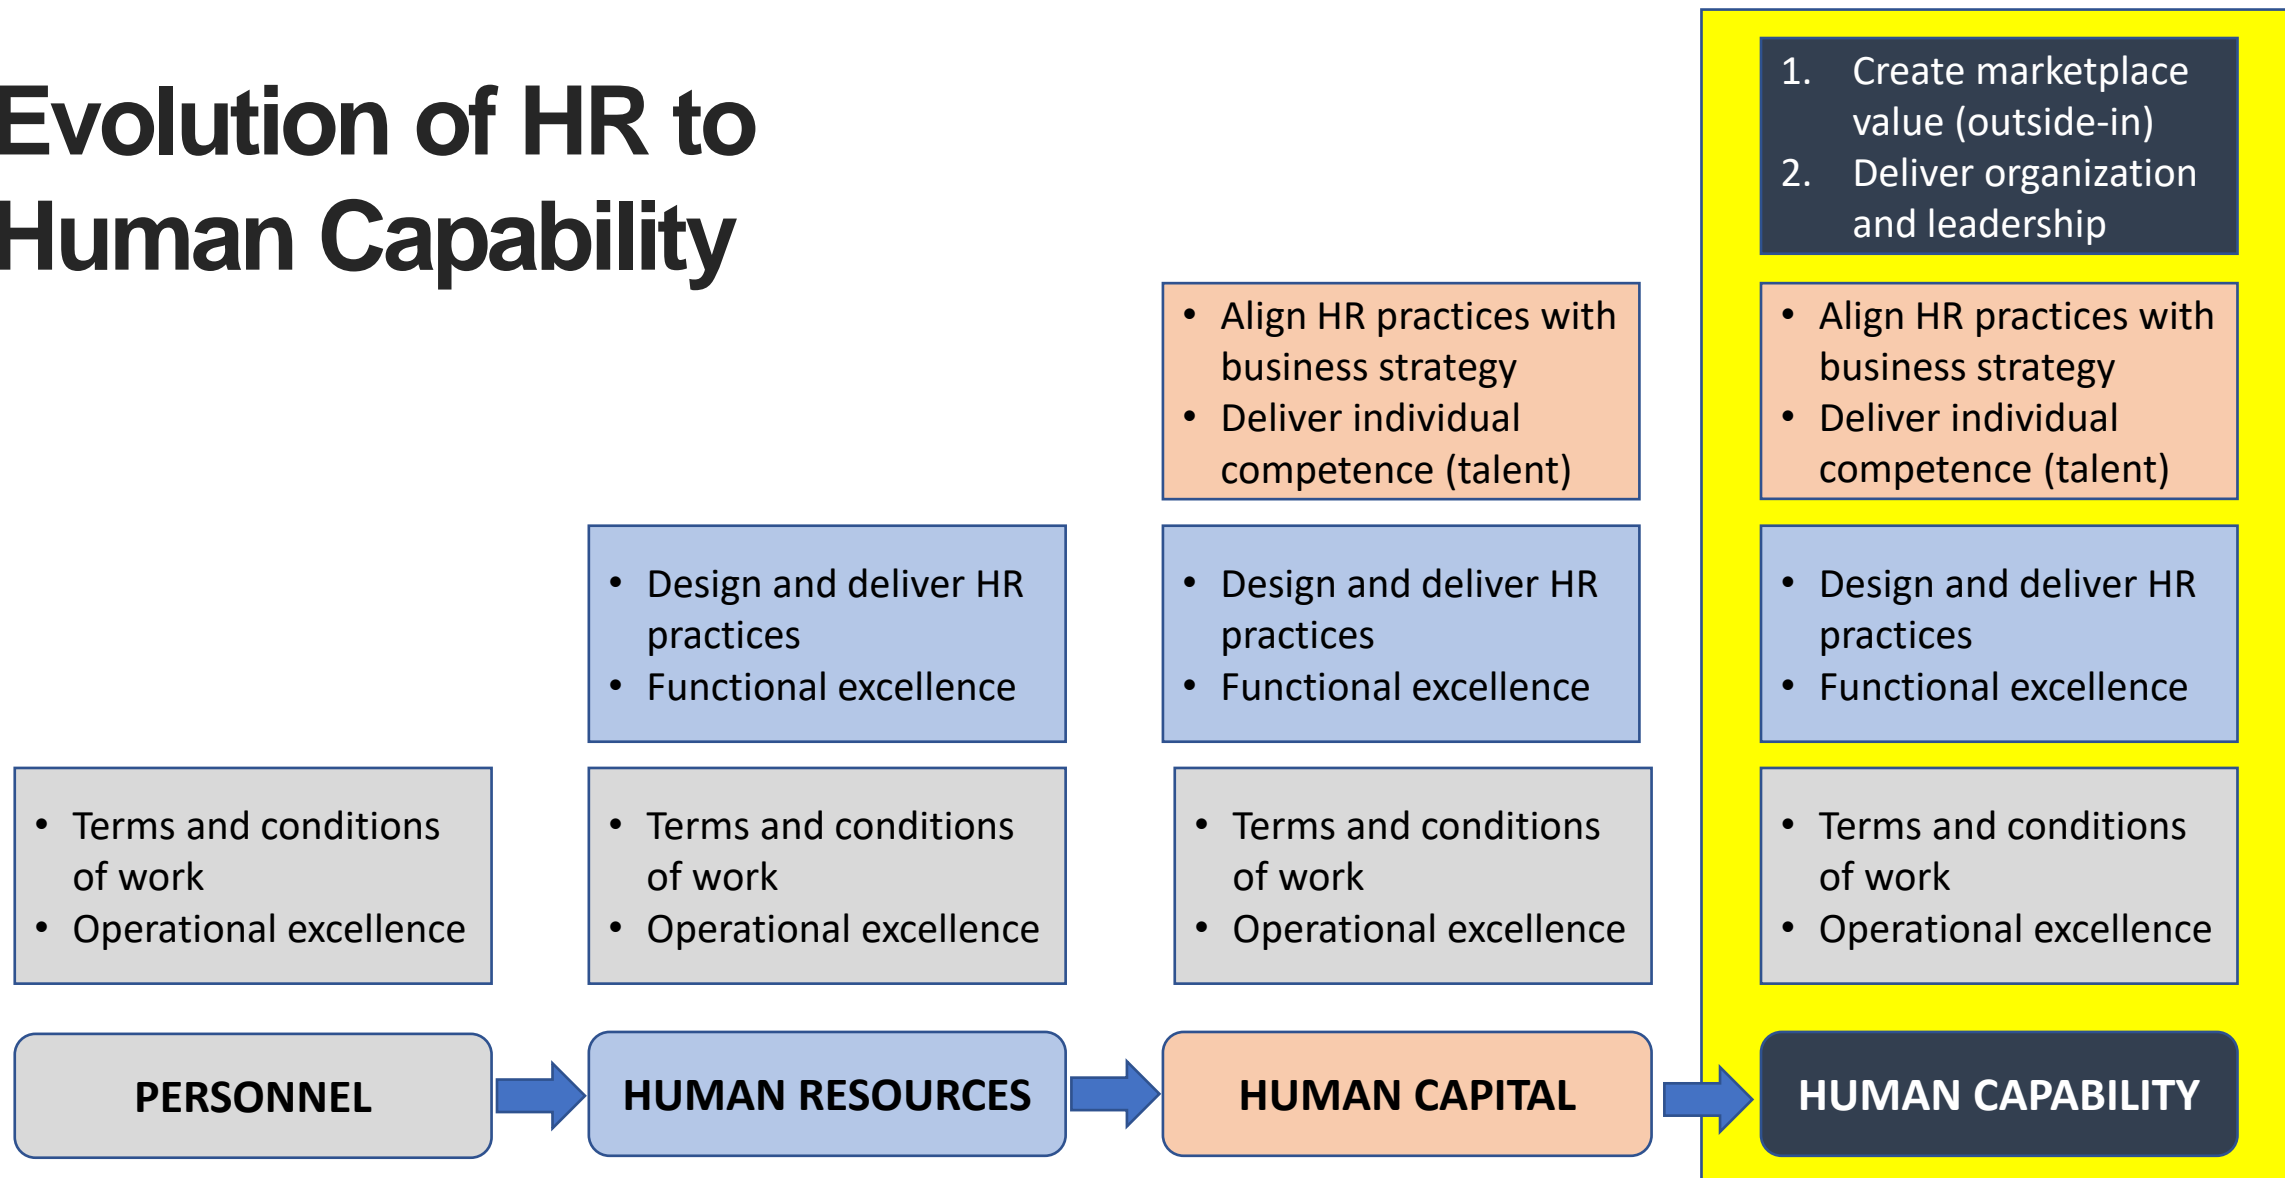 Evolution of HR to
Human Capability
1. Create marketplace
value (outside-in)
2. Deliver organization
and leadership
• Align HR practices with
business strategy
• Deliver individual
competence (talent)
• Align HR practices with
business strategy
• Deliver individual
competence (talent)
• Design and deliver HR
practices
• Functional excellence
• Design and deliver HR
practices
• Functional excellence
• Design and deliver HR
practices
• Functional excellence
• Terms and conditions
of work
• Operational excellence
• Terms and conditions
of work
• Operational excellence
• Terms and conditions
of work
• Operational excellence
• Terms and conditions
of work
• Operational excellence
PERSONNEL
HUMAN RESOURCES
HUMAN CAPITAL
HUMAN CAPABILITY